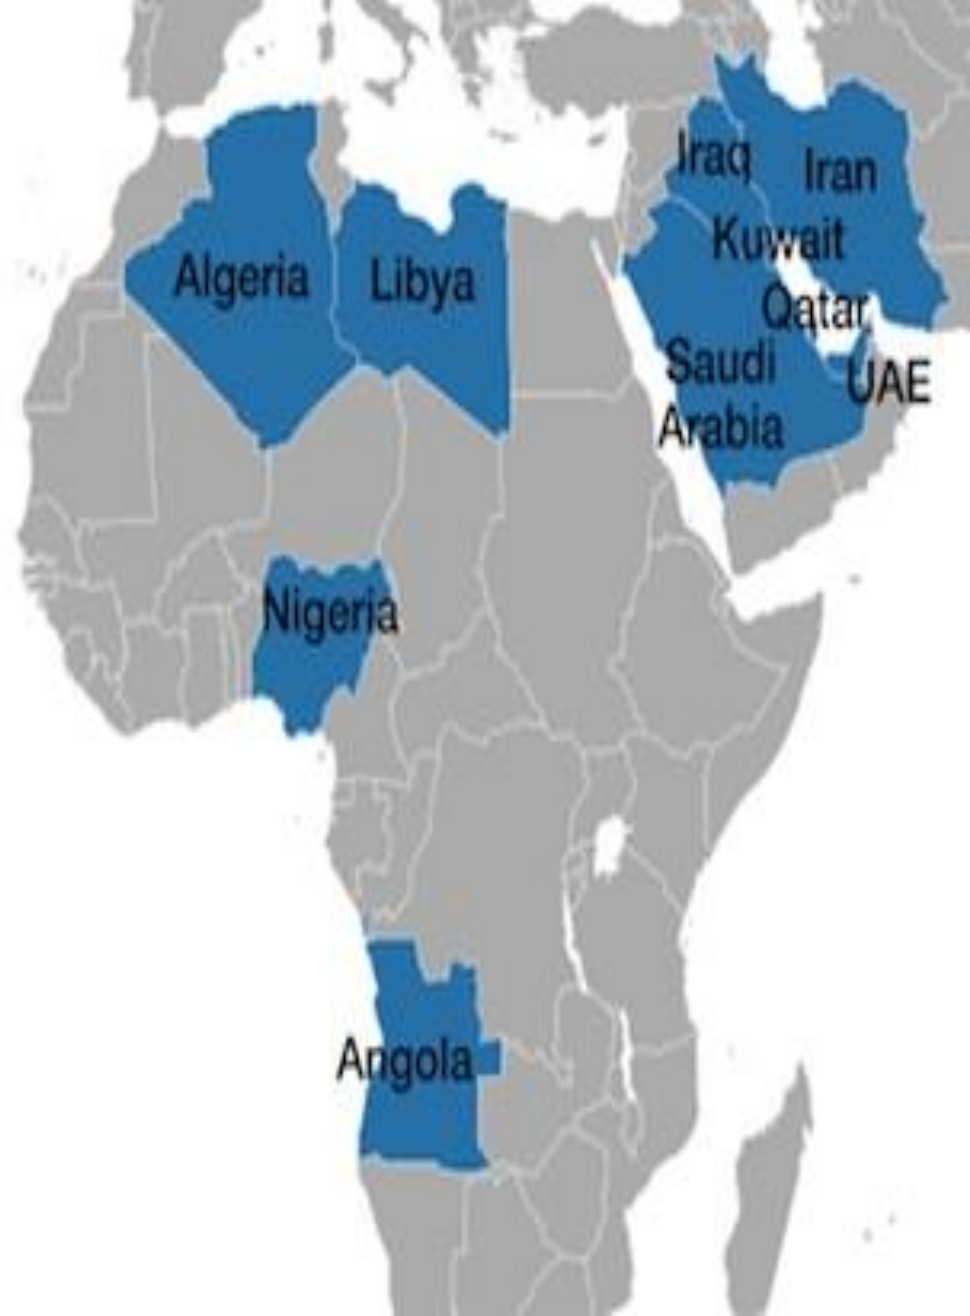 Iraq
Iran
Kuwait
Algeria
Libya
Qatar
Saudi
Arabia
UAE
Nigeria
Angola